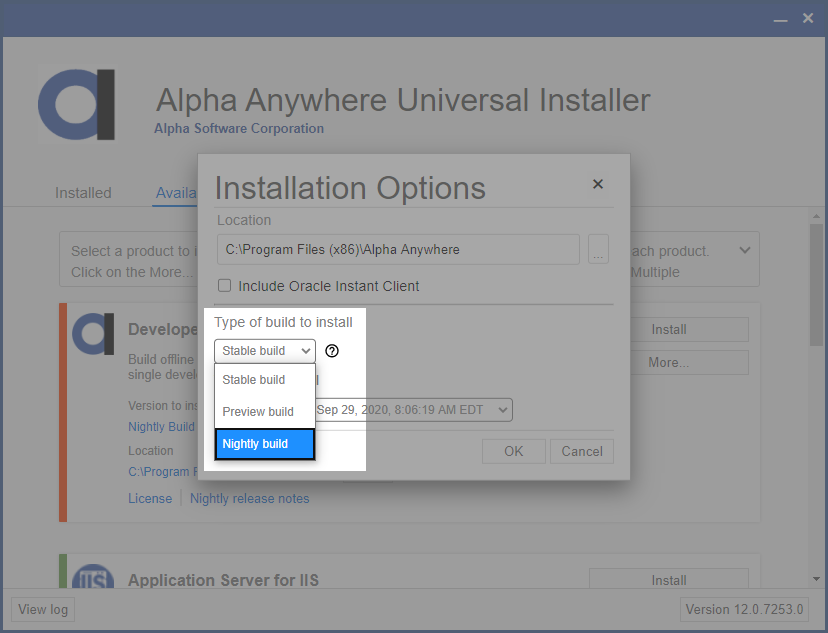 Alpha Anywhere Universal Installer
Alpha Software Corporation
Installed
Availa
Installation Options
Location
C:\Program Files (x86)\Alpha Anywhere
...
Include Oracle Instant Client
Type of build to install
Stable build
Stable build
Preview build
Nightly build
Sep 29, 2020, 8:06:19 AM EDT
OK
Cancel
Select a product to i
ach product.
Click on the More...
Multiple
Develope
Install
Build offline
single devel
More...
Version to ins
Nightly Build
Location
C:\Program F
License
Nightly release notes
IIS
Application Server for IIS
Install
View log
Version 12.0.7253.0